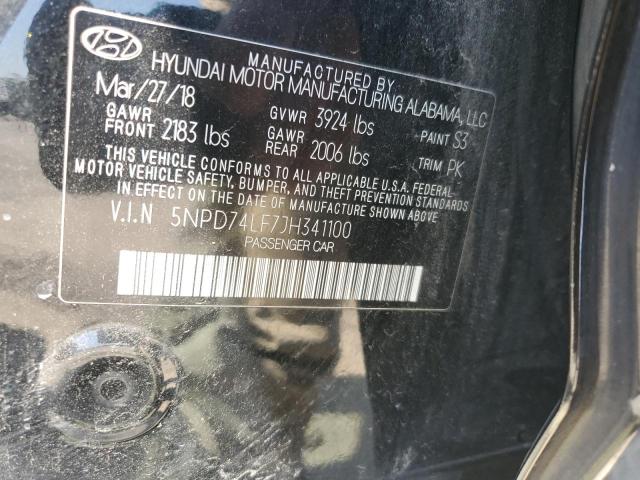 MANUFACTURED BY
HYUNDAI MOTOR MANUFACTURING ALABAMA, LLC
Mar/27/18 GVWR 3924 lbs PAINT S3
GAWR FRONT 2183 lbs GAWR REAR 2006 lbs TRIM PK
THIS VEHICLE CONFORMS TO ALL APPLICABLE U.S.A. FEDERAL
MOTOR VEHICLE SAFETY, BUMPER, AND THEFT PREVENTION STANDARDS
IN EFFECT ON THE DATE OF MANUFACTURE SHOWN ABOVE.
V.I.N 5NPD74LF7JH341100
PASSENGER CAR